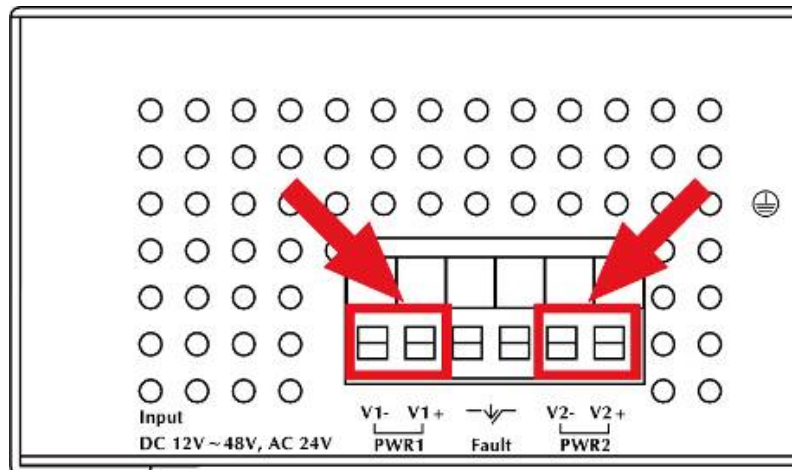 Input
DC 12V ~ 48V, AC 24V
V1- V1+
PWR1
Fault
V2- V2+
PWR2